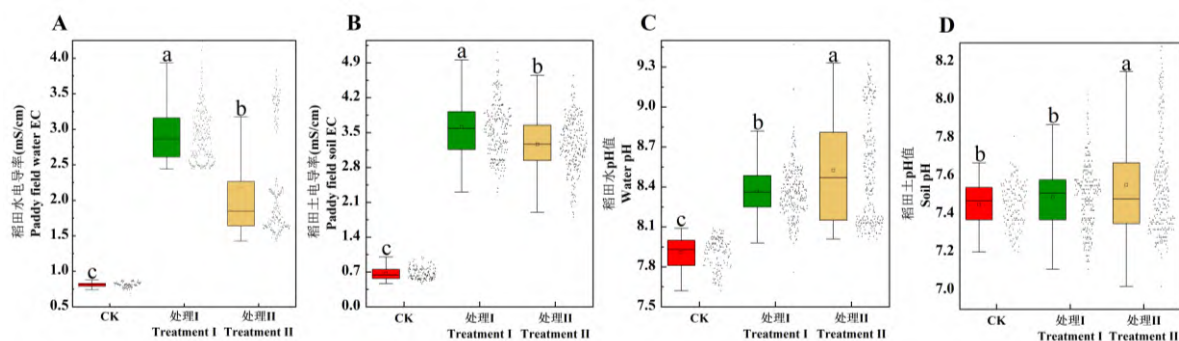 A
稻田水电导率(mS/cm)
Paddy field water EC
4.0
3.5
3.0
2.5
2.0
1.5
1.0
0.5
c
a
b
CK
处理I
Treatment I
处理II
Treatment II
B
稻田土电导率(mS/cm)
Paddy field soil EC
4.9
4.2
3.5
2.8
2.1
1.4
0.7
0.0
c
a
b
CK
处理I
Treatment I
处理II
Treatment II
C
稻田水pH值
Water pH
9.3
9.0
8.7
8.4
8.1
7.8
7.5
c
b
a
CK
处理I
Treatment I
处理II
Treatment II
D
稻田土pH值
Soil pH
8.2
8.0
7.8
7.6
7.4
7.2
7.0
b
b
a
CK
处理I
Treatment I
处理II
Treatment II